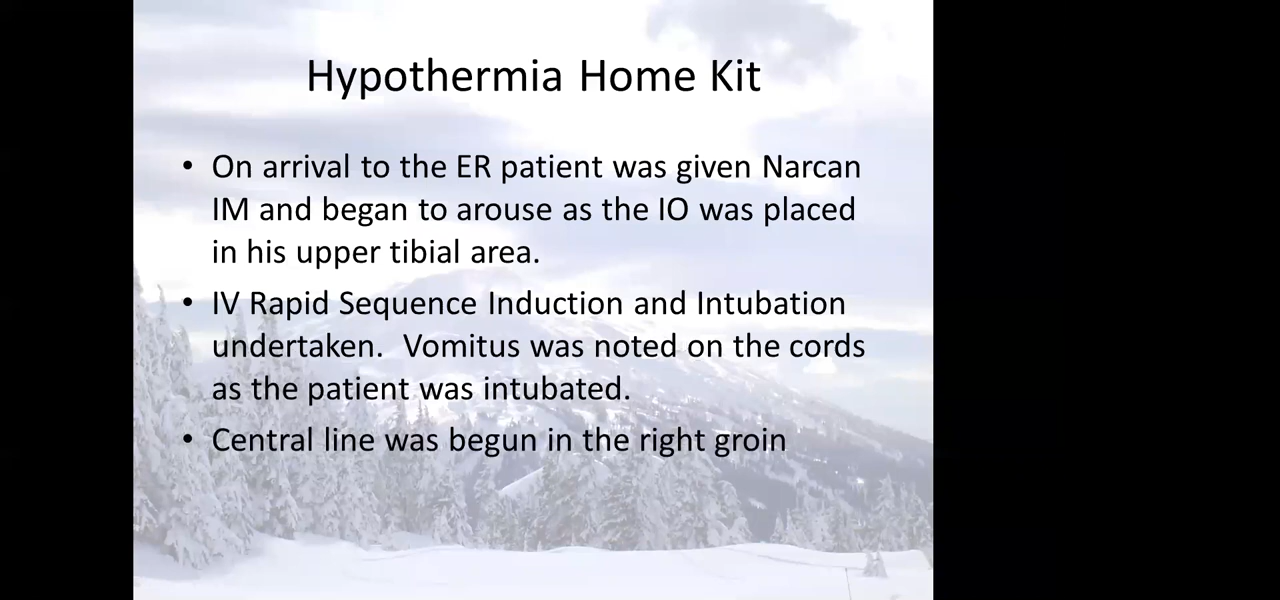 Hypothermia Home Kit
• On arrival to the ER patient was given Narcan
IM and began to arouse as the IO was placed
in his upper tibial area.
• IV Rapid Sequence Induction and Intubation
undertaken.  Vomitus was noted on the cords
as the patient was intubated.
• Central line was begun in the right groin